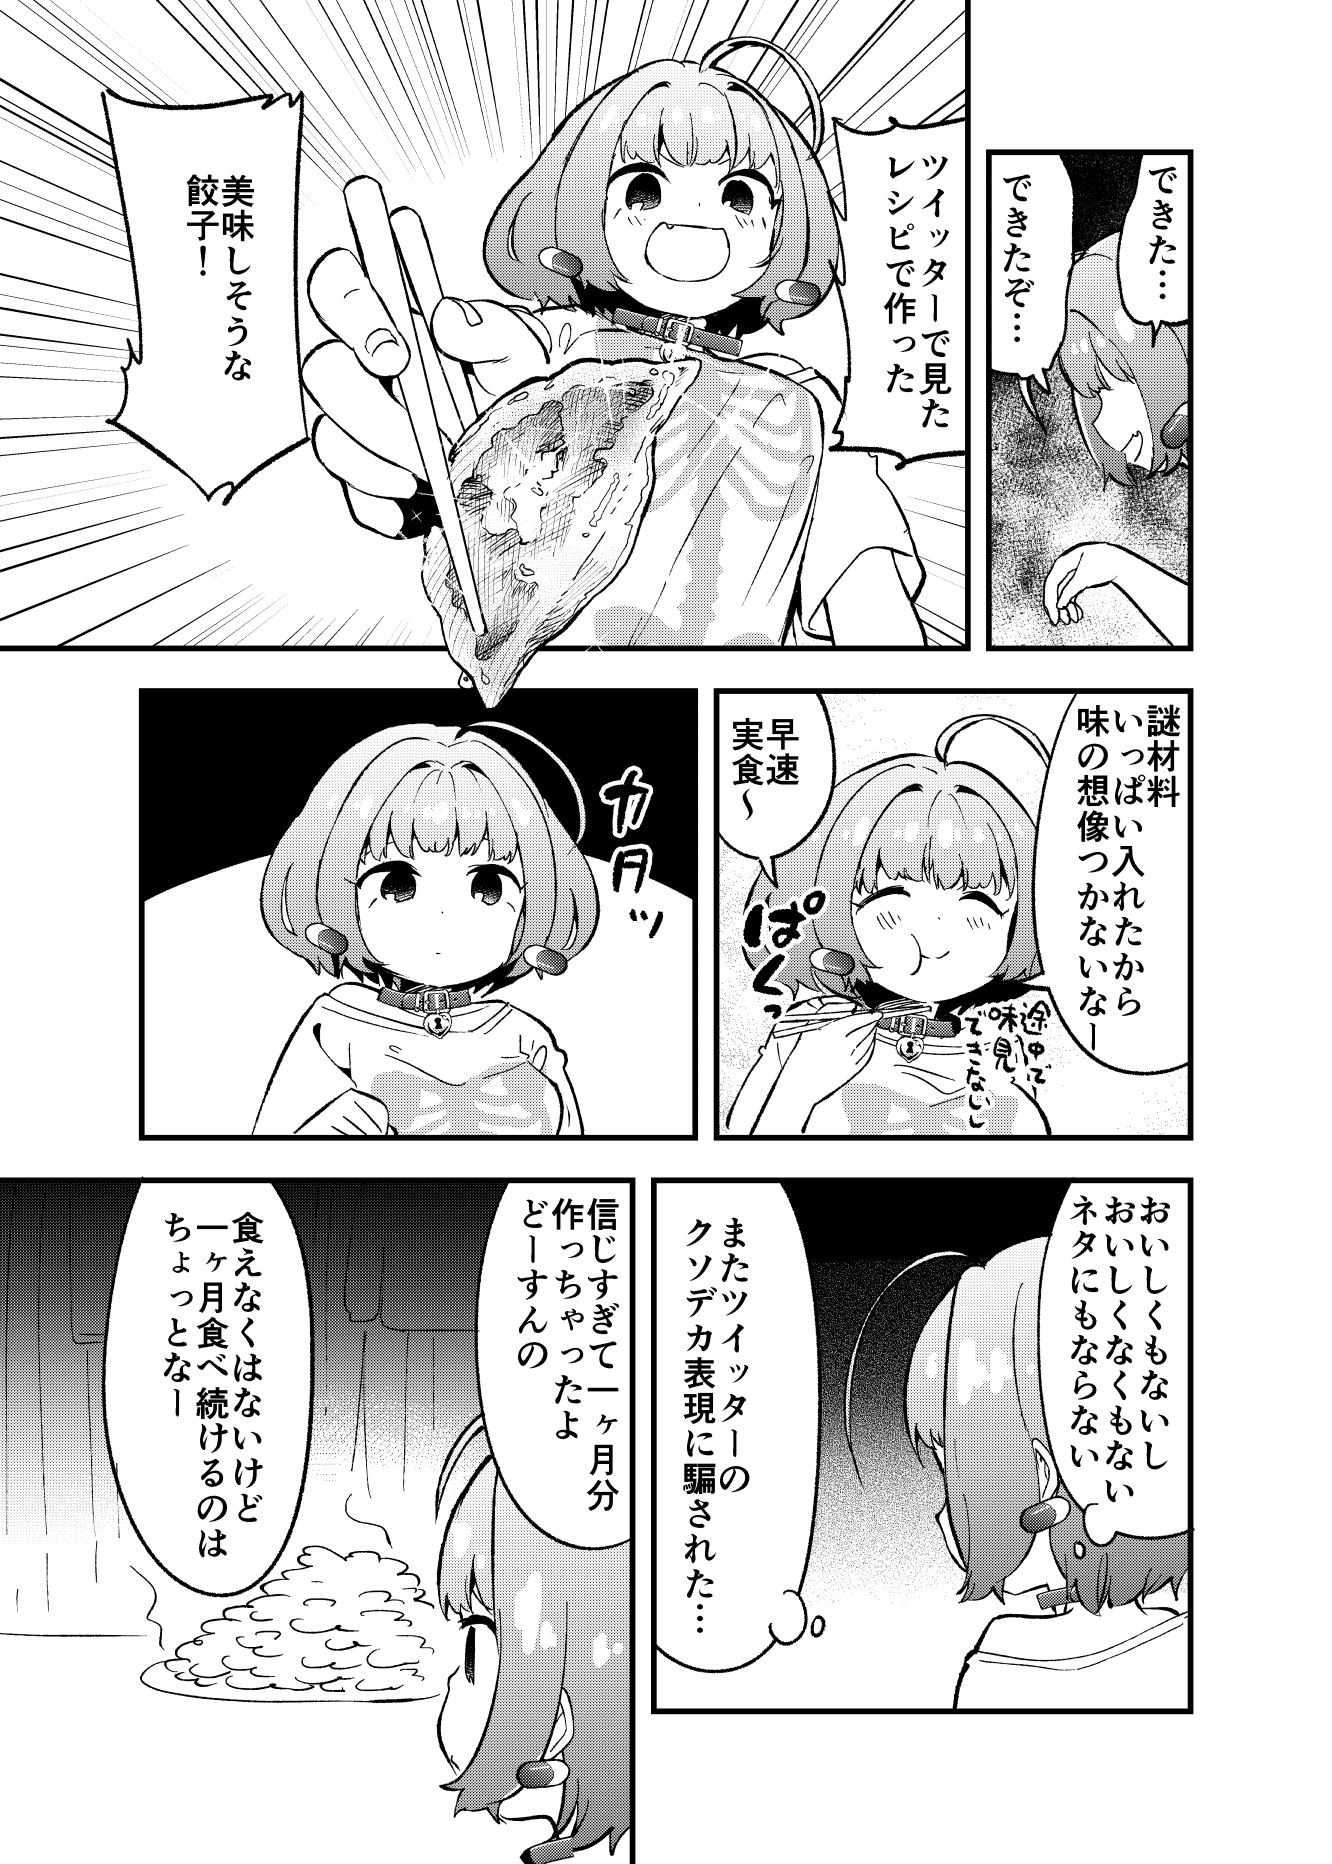 できた…
できたぞ…
ツイッターで見た
レシピで作った
美味しそうな
餃子!
謎材料
いっぱい入れたから
味の想像つかないなー
途中で
味見
できないし
早速
実食〜
ぱくっ
カタッ
おいしくもないし
おいしくなくもない
ネタにもならない
またツイッターの
クソデカ表現に騙された…
信じすぎて一ヶ月分
作っちゃったよ
どーすんの
食えなくはないけど
一ヶ月食べ続けるのは
ちょっとなー